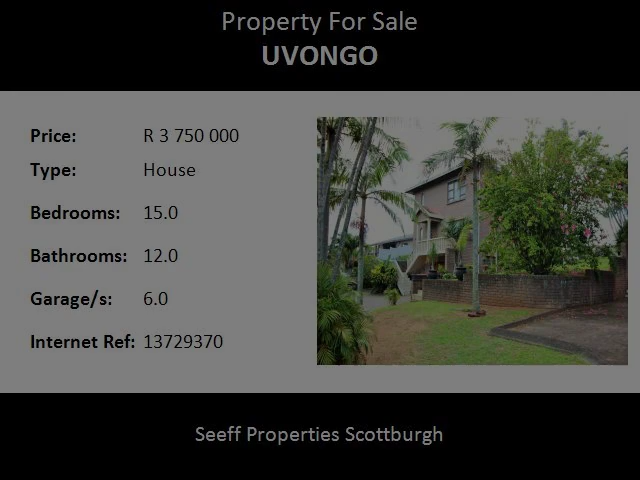 Property For Sale
UVONGO
Price: R 3 750 000
Type: House
Bedrooms: 15.0
Bathrooms: 12.0
Garage/s: 6.0
Internet Ref: 13729370
Seeff Properties Scottburgh